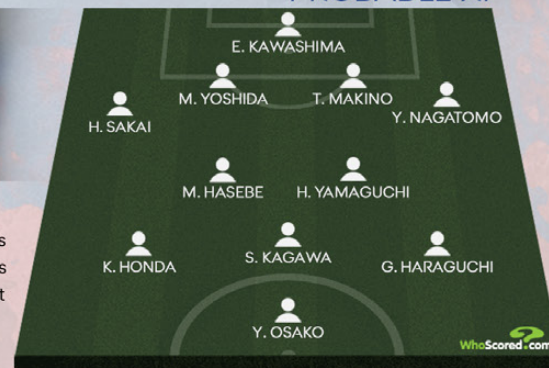 E. KAWASHIMA
M. YOSHIDA
T. MAKINO
H. SAKAI
Y. NAGATOMO
M. HASEBE
H. YAMAGUCHI
K. HONDA
S. KAGAWA
G. HARAGUCHI
Y. OSAKO
WhoScored.com
s
s
t